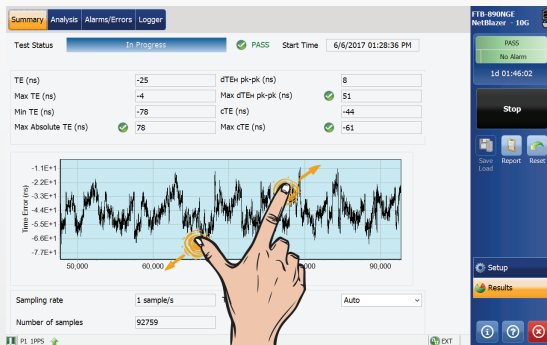 Summary Analysis Alarms/Errors Logger
FTB-890NGE
NetBlazer - 10G
Test Status In Progress PASS Start Time 6/6/2017 01:28:36 PM
PASS
No Alarm
1d 01:46:02
TE (ns) -25 dTEH pk-pk (ns) 8
Max TE (ns) -4 Max dTEH pk-pk (ns) 51
Min TE (ns) -78 cTE (ns) -44
Max Absolute TE (ns) 78 Max cTE (ns) -61
Stop
Save
Load
Report
Reset
Time Error (ns)
-1.1E+1
-2.2E+1
-3.3E+1
-4.4E+1
-5.5E+1
-6.6E+1
-7.7E+1
50,000 60,000 90,000
Sampling rate 1 sample/s Auto
Number of samples 92759
Setup
Results
P1 1PPS EXT